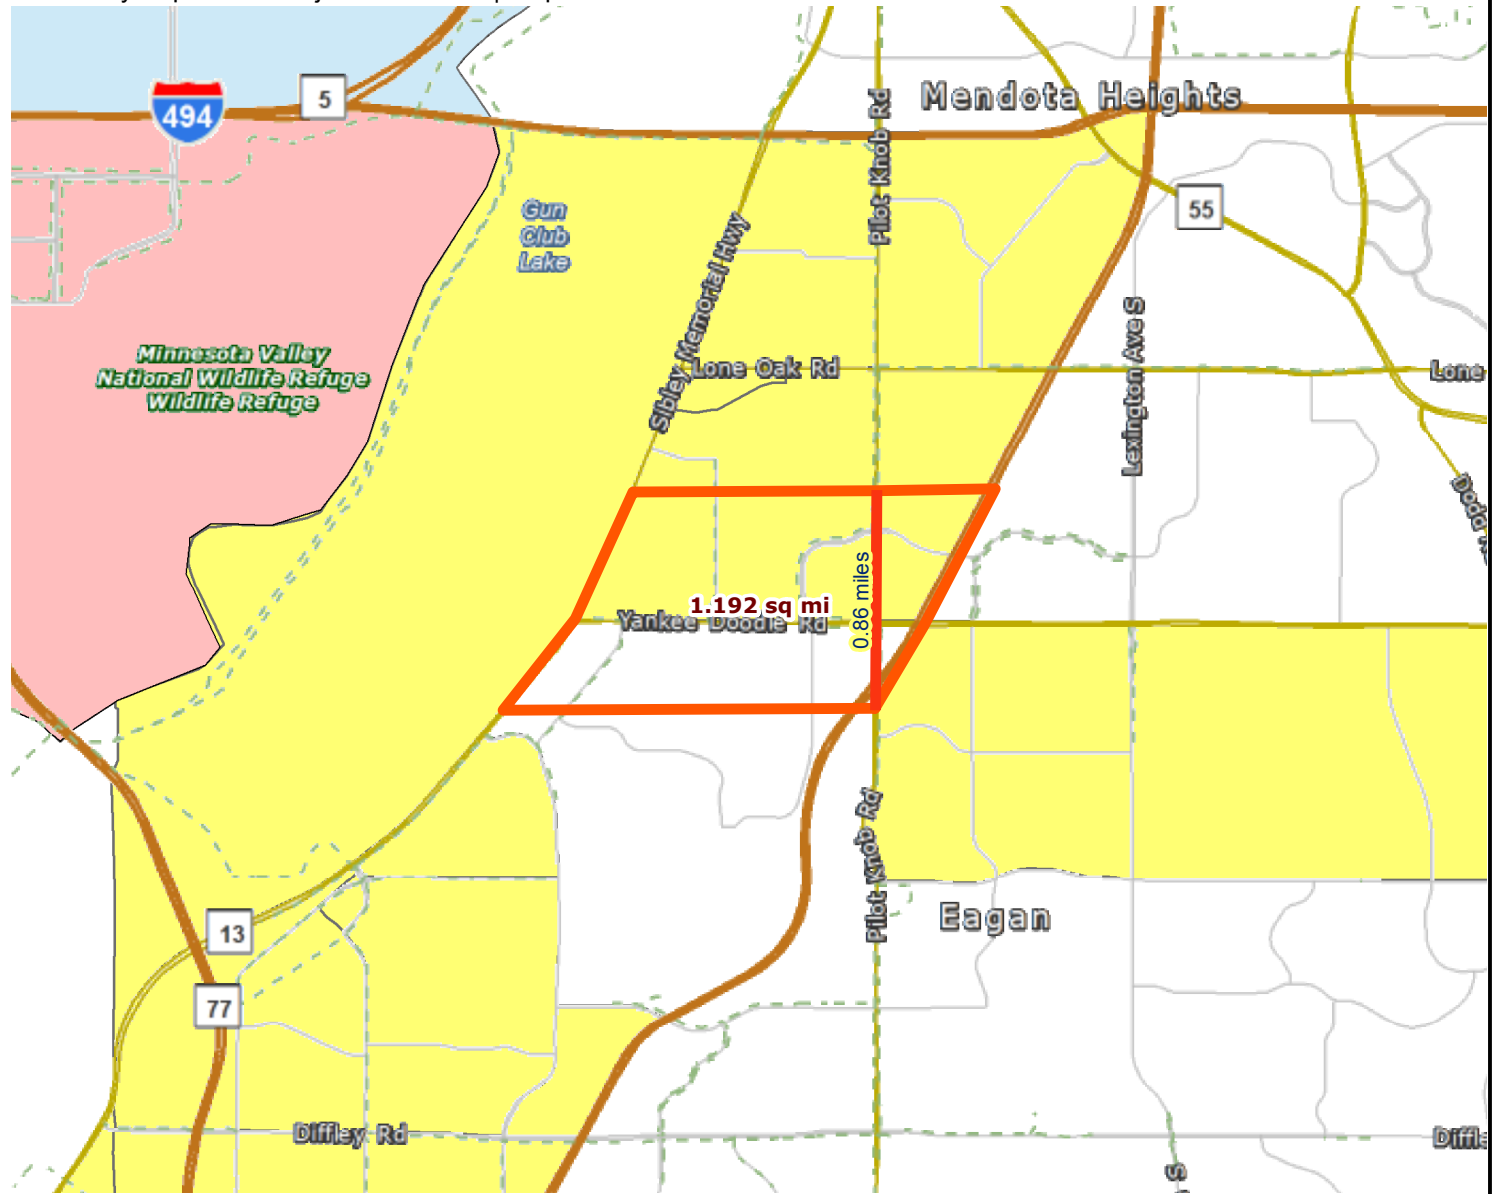 5
494
Mendota Heights
Pilot Knob Rd
55
Gun
Club
Lake
Sibley Memorial Hwy
Lexington Ave S
Minnesota Valley
National Wildlife Refuge
Wildlife Refuge
Lone Oak Rd
Lone
Dodd
0.86 miles
1.192 sq mi
Yankee Doodle Rd
Pilot Knob Rd
Eagan
13
77
Diffley Rd
Diffle
S